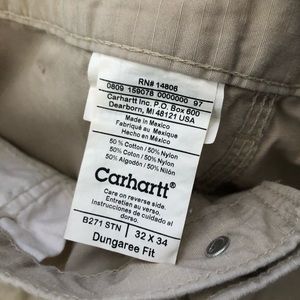 RN# 14806
0809 159078 0000000 97
Carhartt Inc. P.O. Box 600
Dearborn, MI 48121 USA
Made in Mexico
Fabriqué au Mexique
Hecho en México
50% Cotton / 50% Nylon
50% Coton / 50% Nylon
50% Algodón / 50% Nilón
Carhartt®
Care on reverse side.
Entretien au verso.
Instrucciones de cuidado al
dorso.
B271 STN 32 X 34
Dungaree Fit